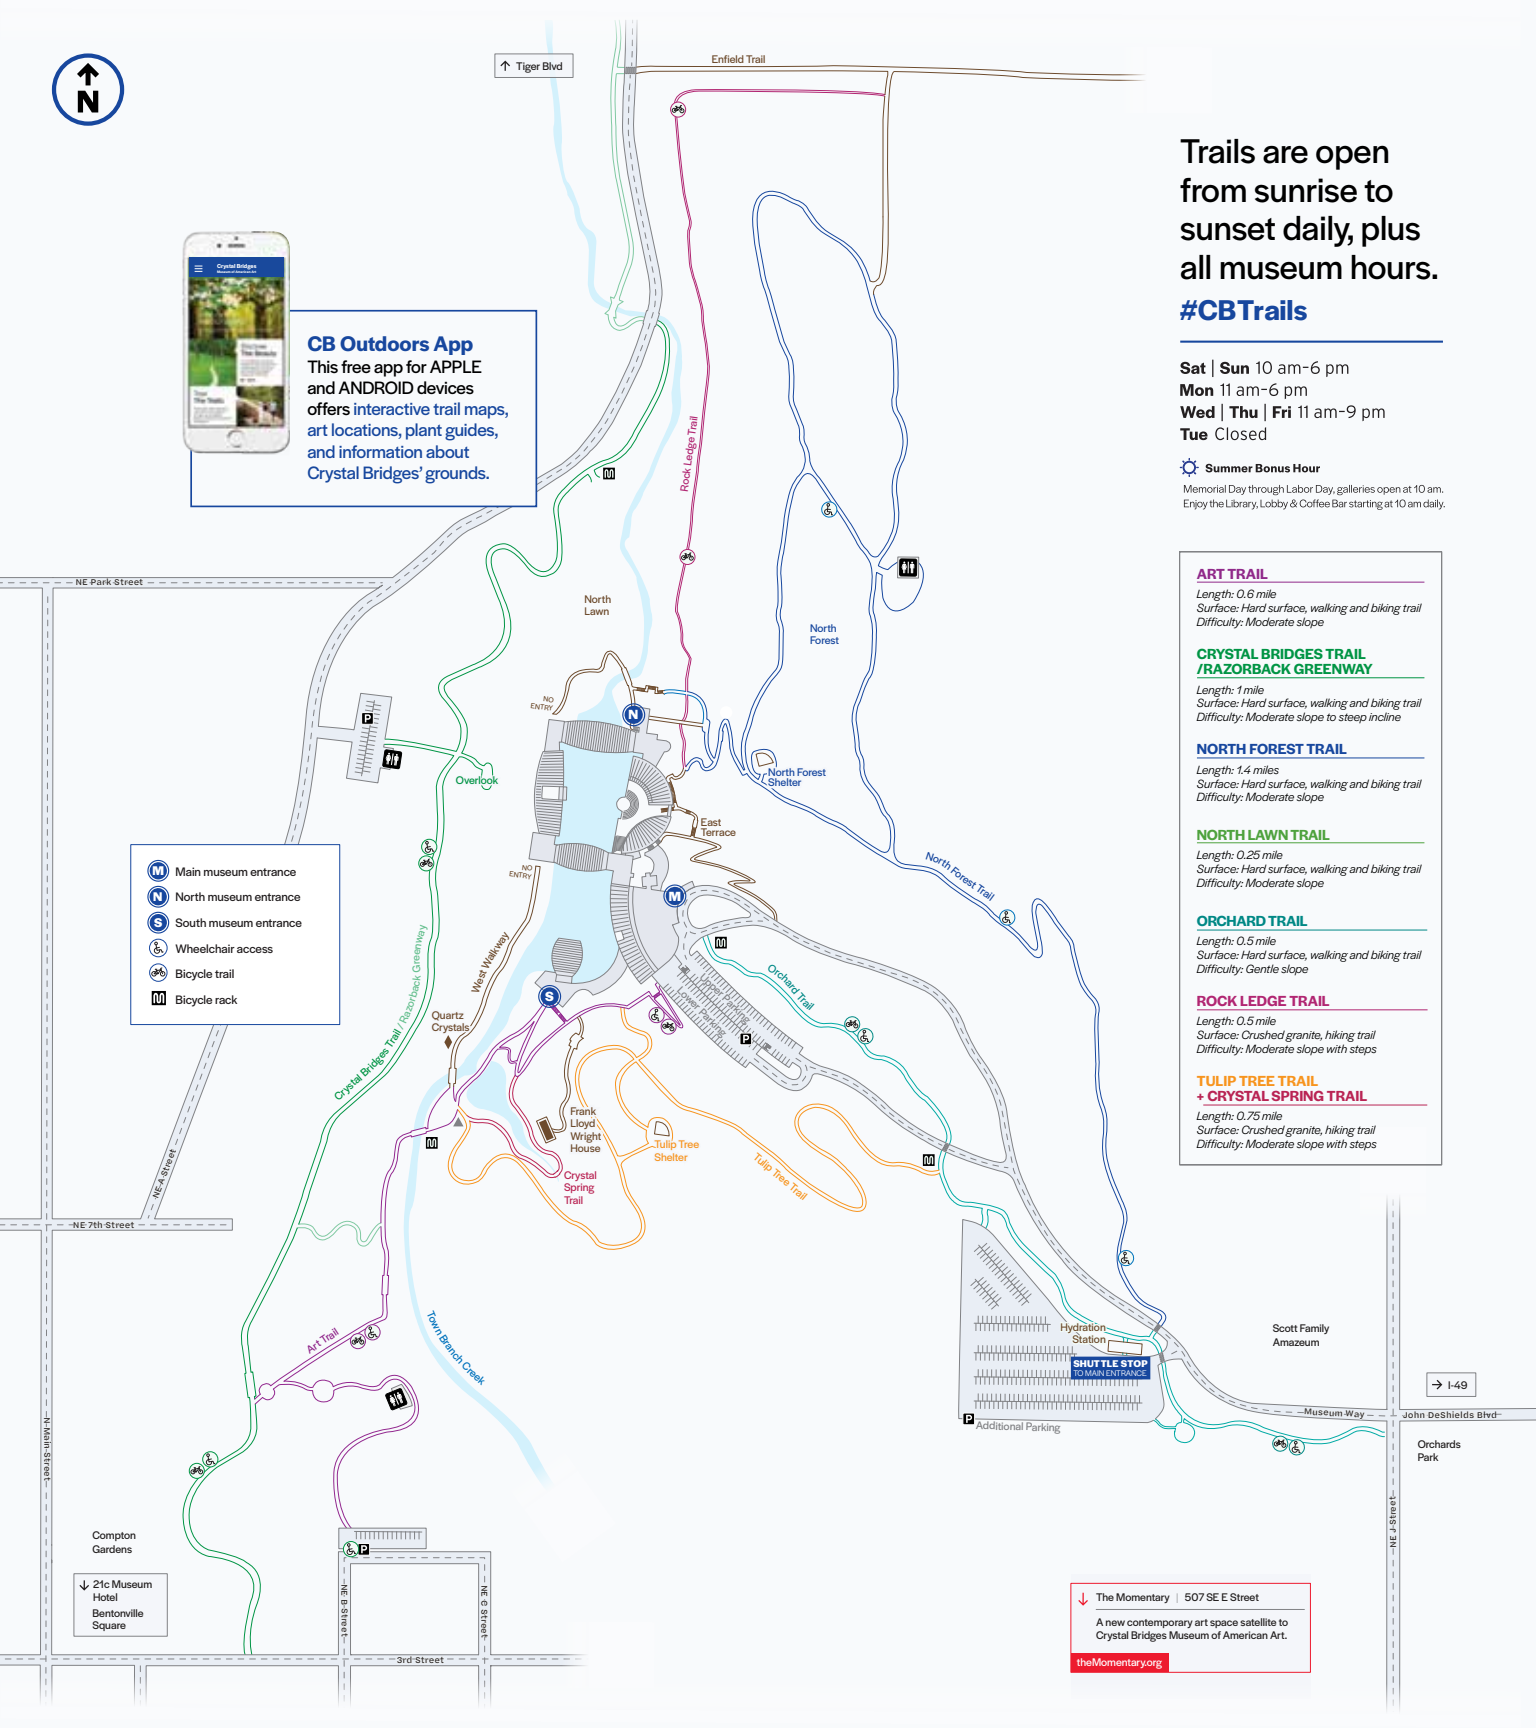 Tiger Blvd
Enfield Trail
N
Trails are open
from sunrise to
sunset daily, plus
all museum hours.
#CBTrails
Sat | Sun 10 am–6 pm
Mon 11 am–6 pm
Wed | Thu | Fri 11 am–9 pm
Tue Closed
Summer Bonus Hour
Memorial Day through Labor Day, galleries open at 10 am.
Enjoy the Library, Lobby & Coffee Bar starting at 10 am daily.
Crystal Bridges
Museum of American Art
CB Outdoors App
This free app for APPLE
and ANDROID devices
offers interactive trail maps,
art locations, plant guides,
and information about
Crystal Bridges' grounds.
ART TRAIL
Length: 0.6 mile
Surface: Hard surface, walking and biking trail
Difficulty: Moderate slope
CRYSTAL BRIDGES TRAIL
/RAZORBACK GREENWAY
Length: 1 mile
Surface: Hard surface, walking and biking trail
Difficulty: Moderate slope to steep incline
NORTH FOREST TRAIL
Length: 1.4 miles
Surface: Hard surface, walking and biking trail
Difficulty: Moderate slope
NORTH LAWN TRAIL
Length: 0.25 mile
Surface: Hard surface, walking and biking trail
Difficulty: Moderate slope
ORCHARD TRAIL
Length: 0.5 mile
Surface: Hard surface, walking and biking trail
Difficulty: Gentle slope
ROCK LEDGE TRAIL
Length: 0.5 mile
Surface: Crushed granite, hiking trail
Difficulty: Moderate slope with steps
TULIP TREE TRAIL
+ CRYSTAL SPRING TRAIL
Length: 0.75 mile
Surface: Crushed granite, hiking trail
Difficulty: Moderate slope with steps
Rock Ledge Trail
NE Park Street
North
Lawn
North
Forest
NO
ENTRY
N
P
Overlook
North Forest
Shelter
East
Terrace
M Main museum entrance
N North museum entrance
S South museum entrance
Wheelchair access
Bicycle trail
Bicycle rack
NO
ENTRY
M
North Forest Trail
Crystal Bridges Trail / Razorback Greenway
West Walkway
S
Quartz
Crystals
Orchard Trail
Upper Parking
Lower Parking
P
Frank
Lloyd
Wright
House
Tulip Tree
Shelter
Crystal
Spring
Trail
Tulip Tree Trail
NE A Street
NE 7th Street
Art Trail
Town Branch Creek
Hydration
Station
SHUTTLE STOP
TO MAIN ENTRANCE
P
Additional Parking
Scott Family
Amazeum
I-49
Museum Way
John DeShields Blvd
Orchards
Park
N Main Street
NE J Street
Compton
Gardens
P
21c Museum
Hotel
Bentonville
Square
NE B Street
NE C Street
3rd Street
The Momentary | 507 SE E Street
A new contemporary art space satellite to
Crystal Bridges Museum of American Art.
theMomentary.org